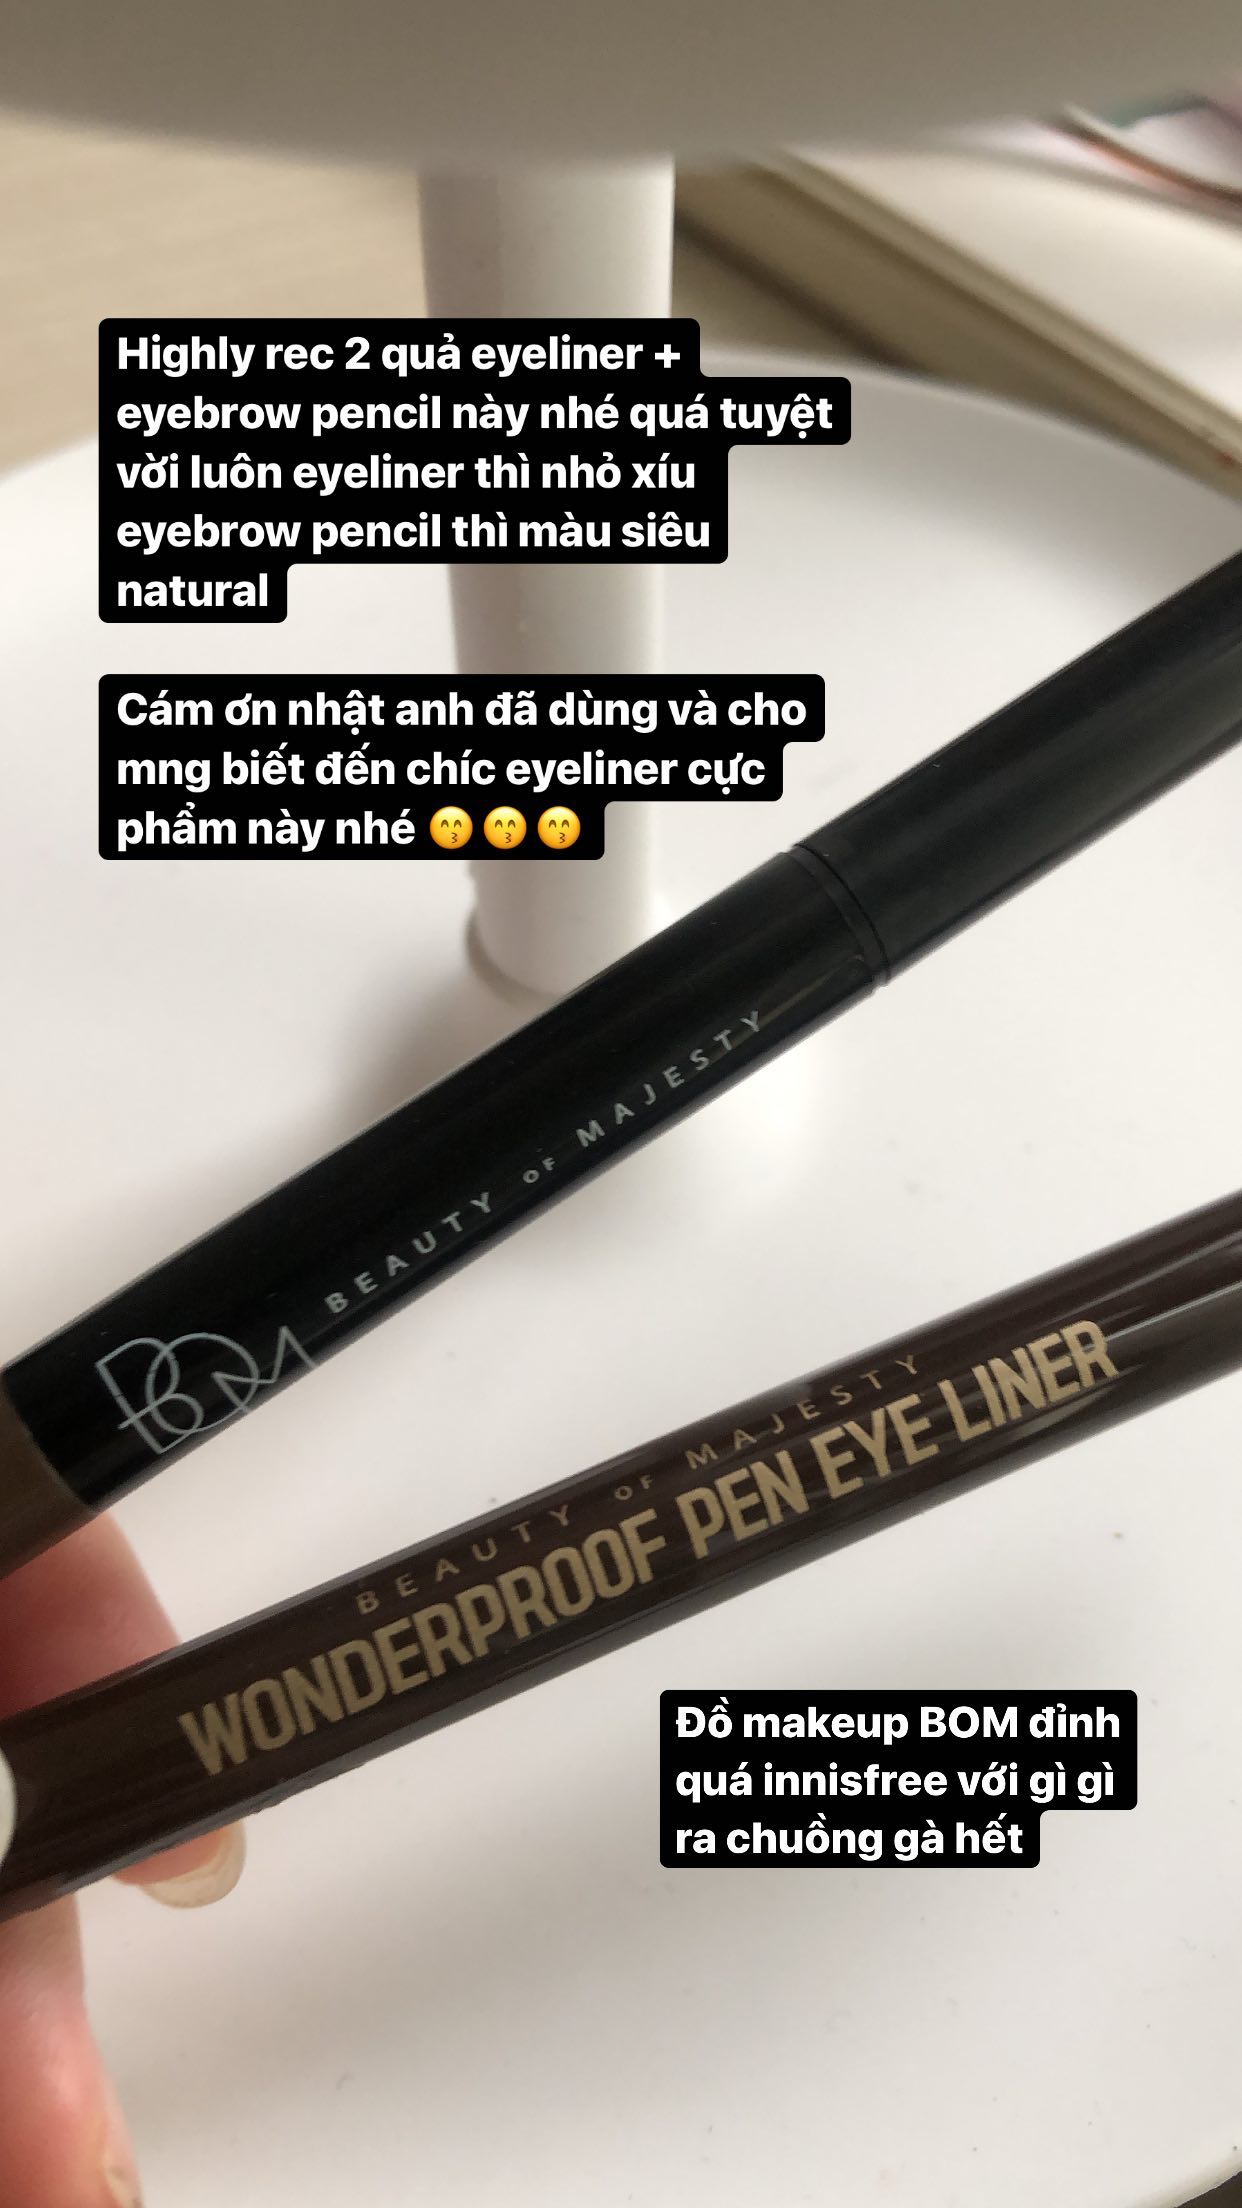 Highly rec 2 quả eyeliner +
eyebrow pencil này nhé quá tuyệt
vời luôn eyeliner thì nhỏ xíu
eyebrow pencil thì màu siêu
natural
Cám ơn nhật anh đã dùng và cho
mng biết đến chíc eyeliner cực
phẩm này nhé 😙😙😙
BOM BEAUTY OF MAJESTY
BEAUTY OF MAJESTY
WONDERPROOF PEN EYE LINER
Đồ makeup BOM đỉnh
quá innisfree với gì gì
ra chuồng gà hết